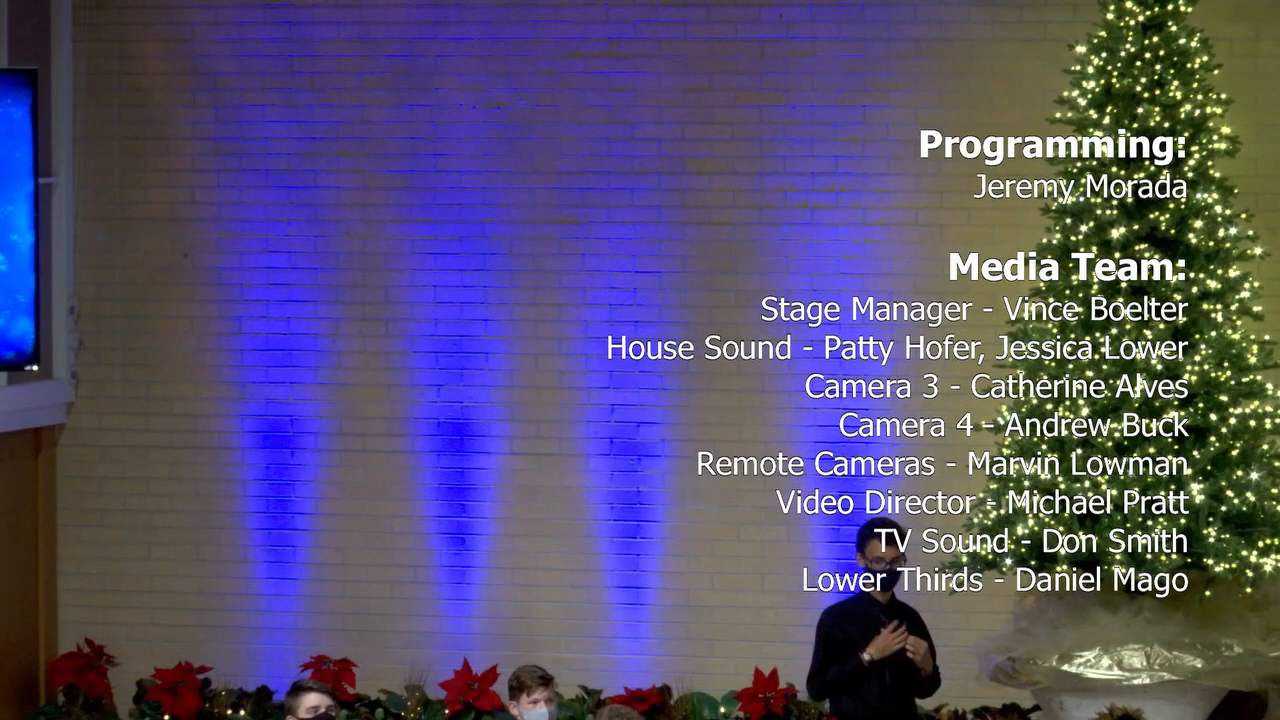 Programming:
Jeremy Morada
Media Team:
Stage Manager - Vince Boelter
House Sound - Patty Hofer, Jessica Lower
Camera 3 - Catherine Alves
Camera 4 - Andrew Buck
Remote Cameras - Marvin Lowman
Video Director - Michael Pratt
TV Sound - Don Smith
Lower Thirds - Daniel Mago